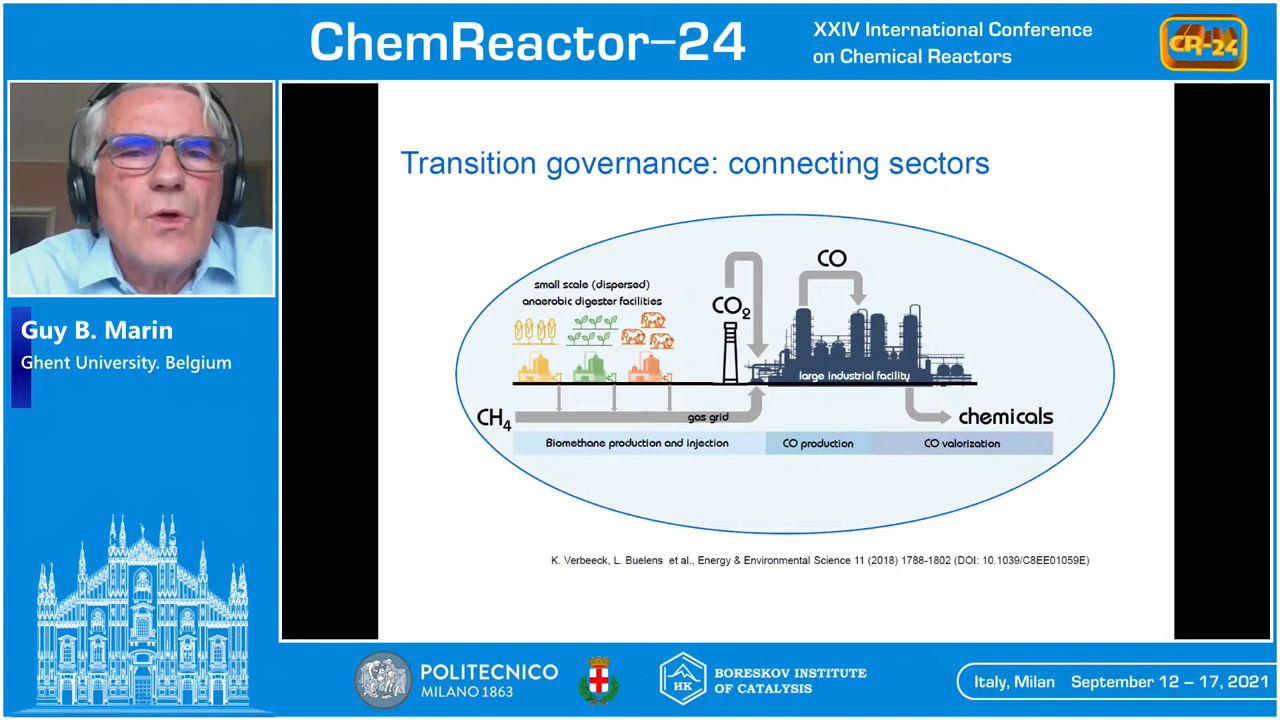 ChemReactor–24
XXIV International Conference
on Chemical Reactors
CR-24
Guy B. Marin
Ghent University. Belgium
Transition governance: connecting sectors
small scale (dispersed)
anaerobic digester facilities
CO2
CO
large industrial facility
CH4
gas grid
chemicals
Biomethane production and injection
CO production
CO valorization
K. Verbeeck, L. Buelens et al., Energy & Environmental Science 11 (2018) 1788-1802 (DOI: 10.1039/C8EE01059E)
POLITECNICO
MILANO 1863
НК
BORESKOV INSTITUTE
OF CATALYSIS
Italy, Milan September 12 – 17, 2021